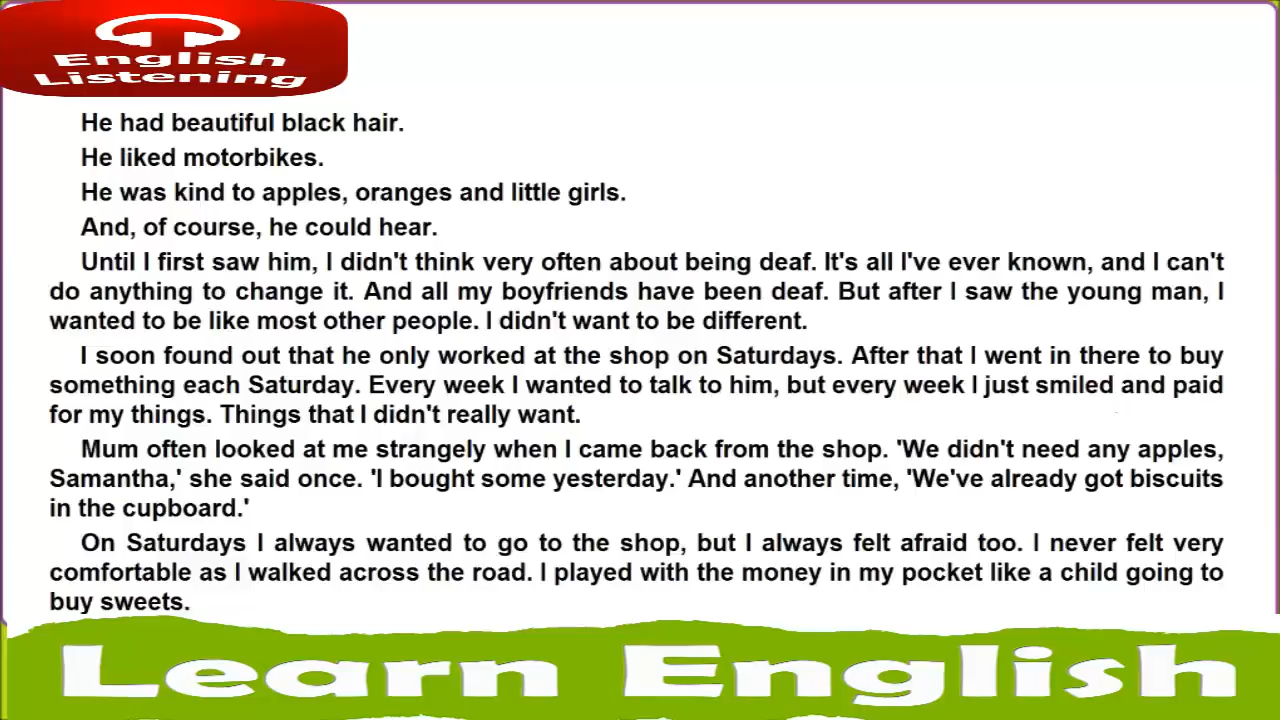 English
Listening
He had beautiful black hair.
He liked motorbikes.
He was kind to apples, oranges and little girls.
And, of course, he could hear.
Until I first saw him, I didn't think very often about being deaf. It's all I've ever known, and I can't
do anything to change it. And all my boyfriends have been deaf. But after I saw the young man, I
wanted to be like most other people. I didn't want to be different.
I soon found out that he only worked at the shop on Saturdays. After that I went in there to buy
something each Saturday. Every week I wanted to talk to him, but every week I just smiled and paid
for my things. Things that I didn't really want.
Mum often looked at me strangely when I came back from the shop. 'We didn't need any apples,
Samantha,' she said once. 'I bought some yesterday.' And another time, 'We've already got biscuits
in the cupboard.'
On Saturdays I always wanted to go to the shop, but I always felt afraid too. I never felt very
comfortable as I walked across the road. I played with the money in my pocket like a child going to
buy sweets.
Learn English